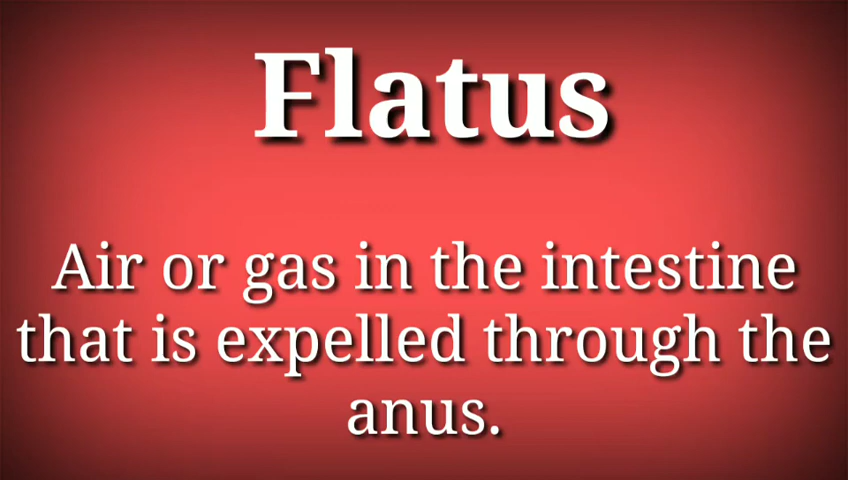 Flatus
Air or gas in the intestine
that is expelled through the
anus.